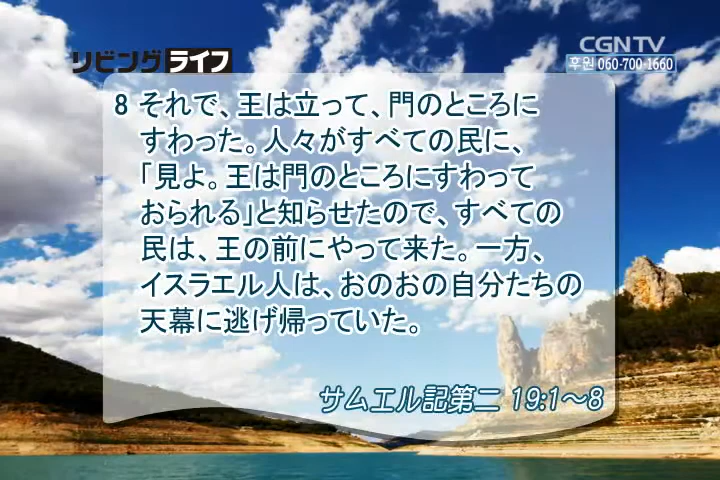 リビングライフ
CGNTV
후원 060-700-1660
8 それで、王は立って、門のところに
すわった。人々がすべての民に、
「見よ。王は門のところにすわって
おられる」と知らせたので、すべての
民は、王の前にやって来た。一方、
イスラエル人は、おのおの自分たちの
天幕に逃げ帰っていた。
サムエル記第二 19:1～8